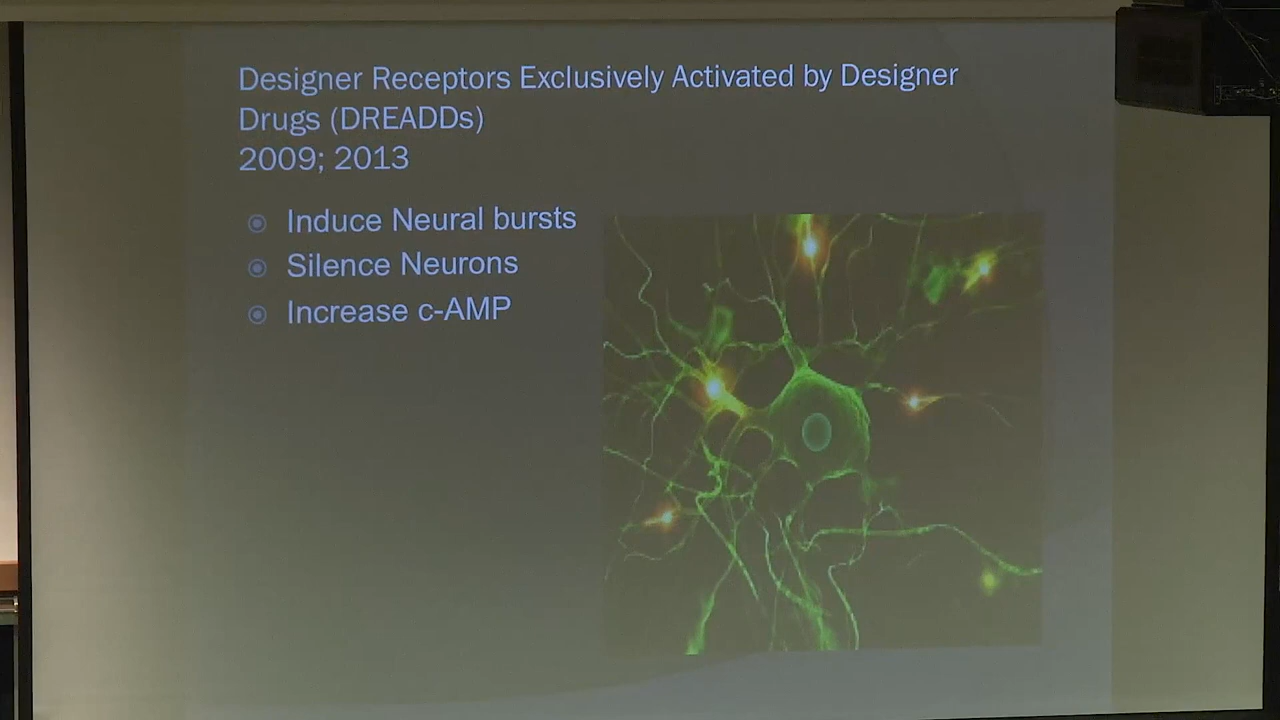 Designer Receptors Exclusively Activated by Designer
Drugs (DREADDs)
2009; 2013
Induce Neural bursts
Silence Neurons
Increase c-AMP